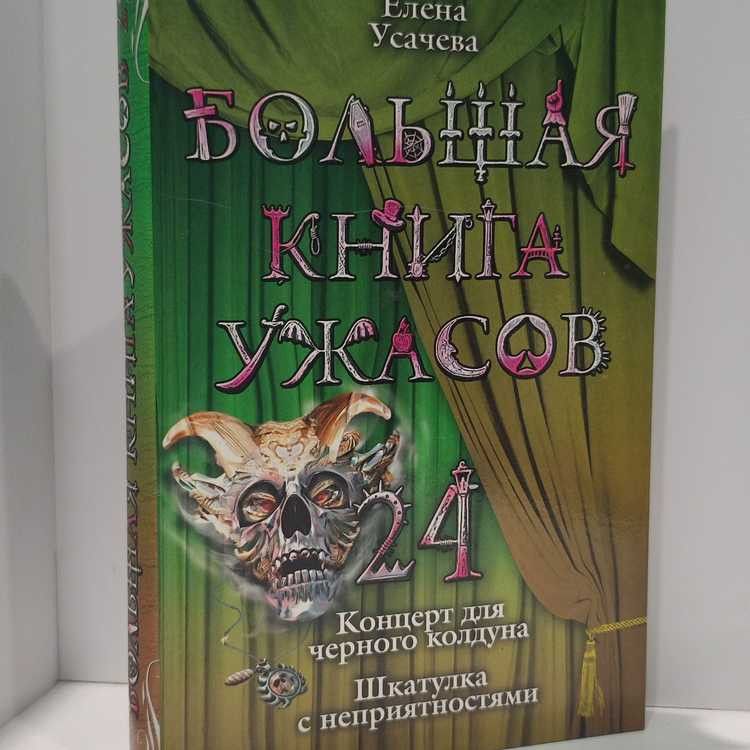 Елена
Усачева
БОЛЬШАЯ
КНИГА
УЖАСОВ
24
Концерт для
черного колдуна
Шкатулка
с неприятностями
БОЛЬШАЯ КНИГА УЖАСОВ